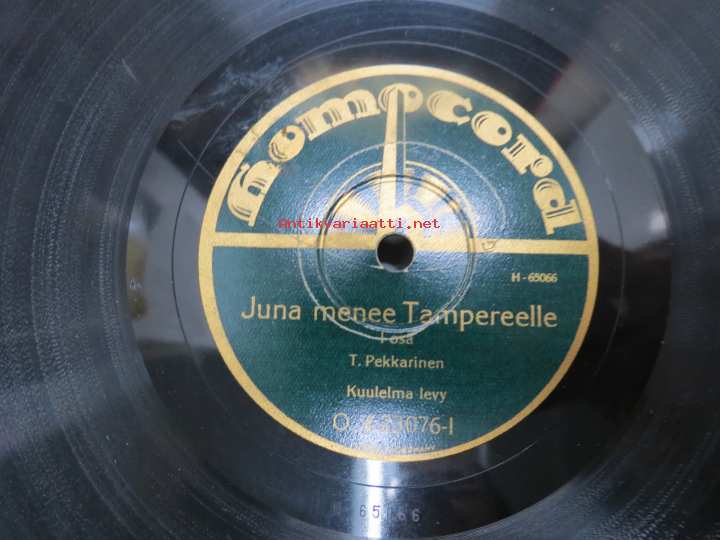 Homocord
Antikvariaatti.net
H-65066
Juna menee Tampereelle
I osa
T. Pekkarinen
Kuulelma levy